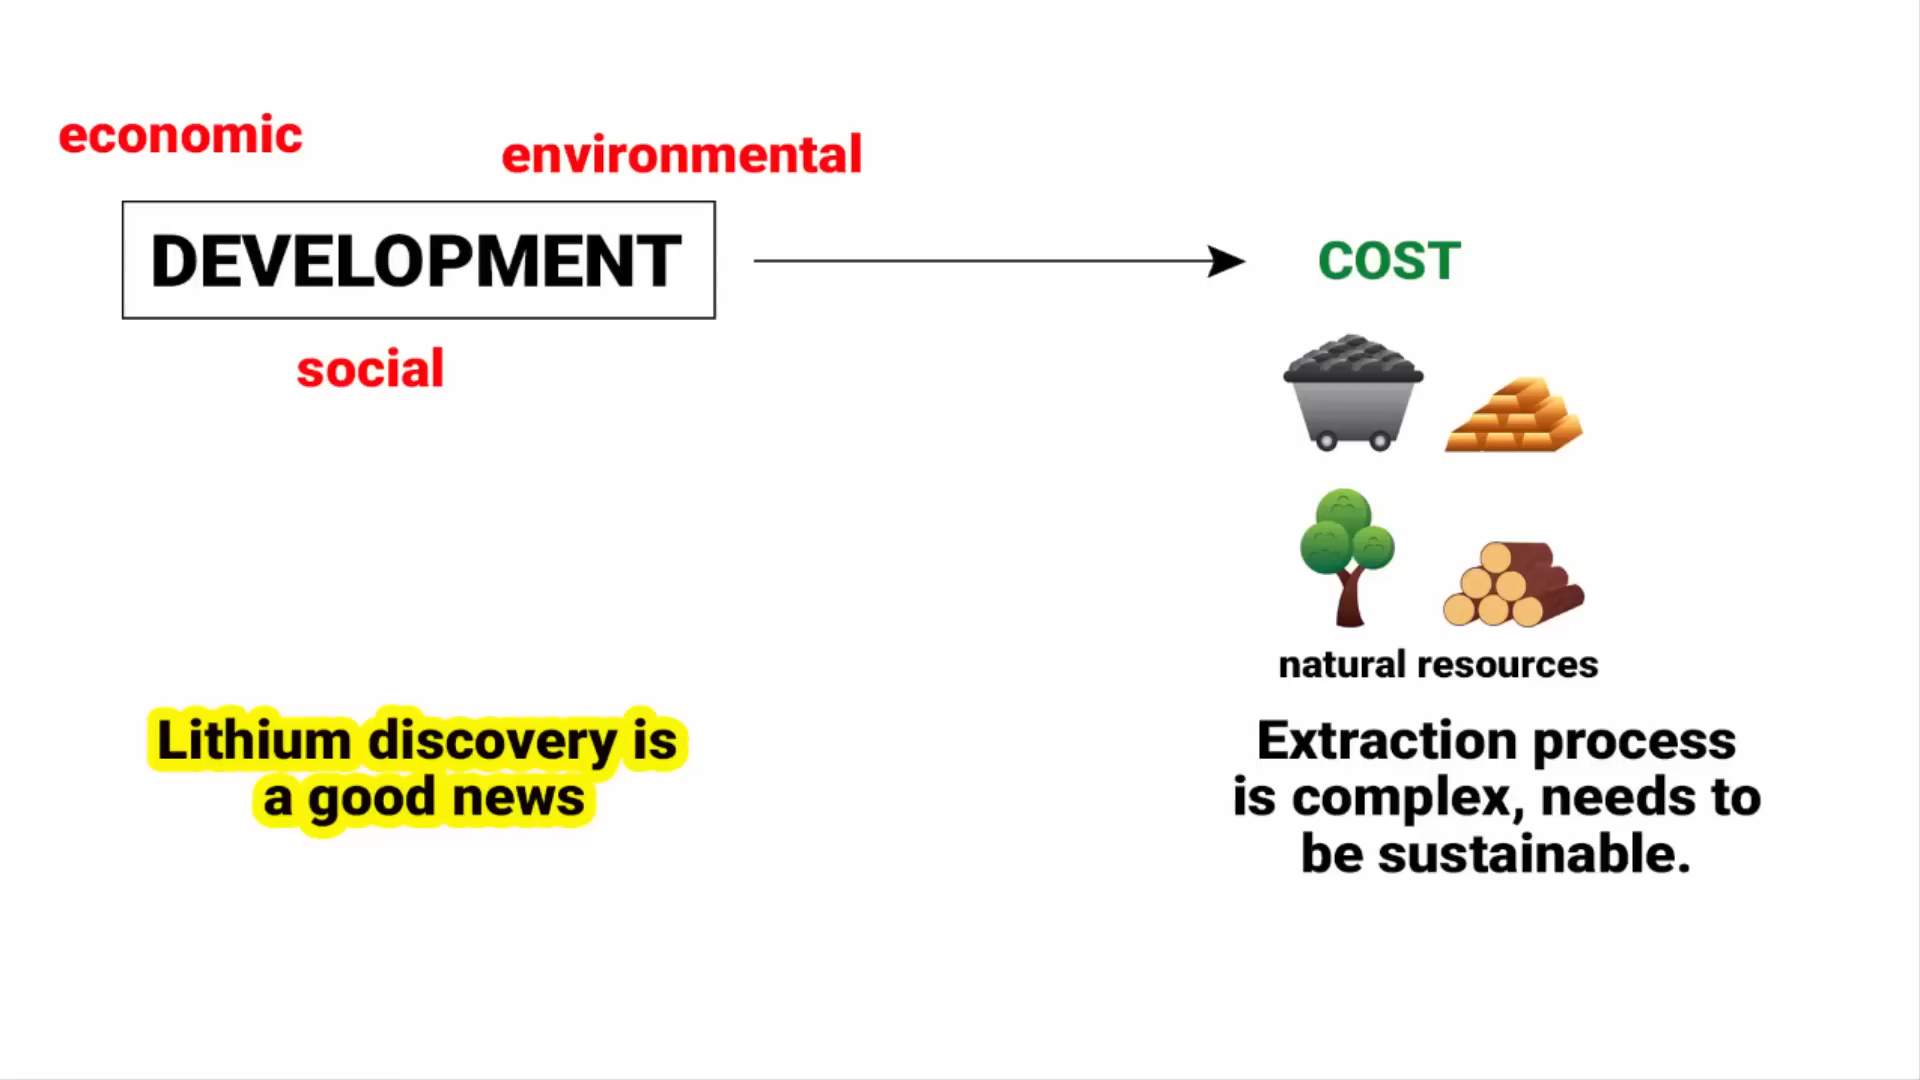 economic
environmental
DEVELOPMENT
COST
social
natural resources
Lithium discovery is
a good news
Extraction process
is complex, needs to
be sustainable.